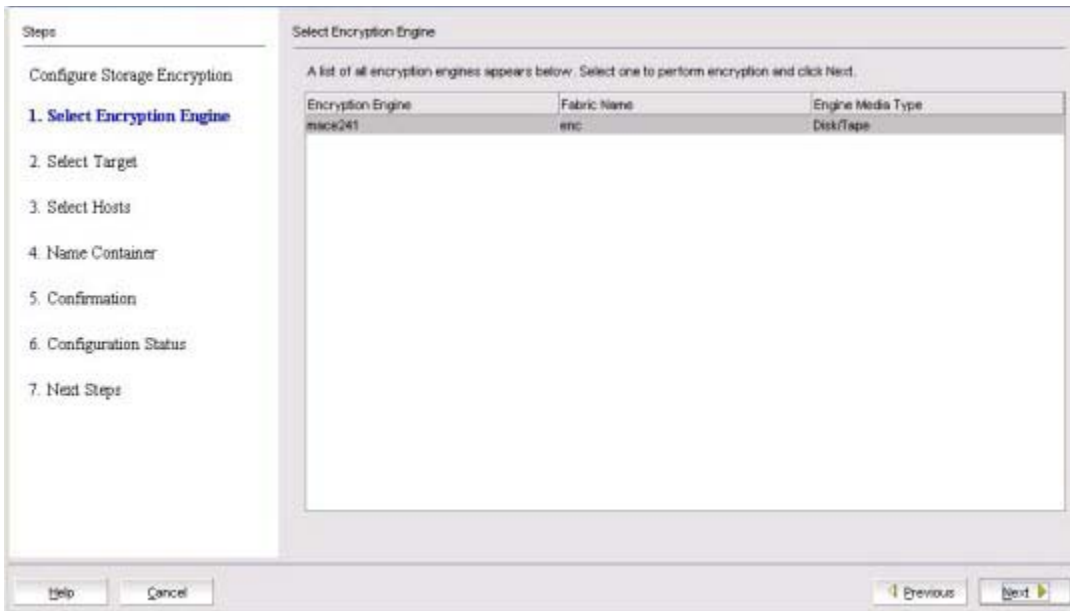 Steps
Configure Storage Encryption
1. Select Encryption Engine
2. Select Target
3. Select Hosts
4. Name Container
5. Confirmation
6. Configuration Status
7. Next Steps
Select Encryption Engine
A list of all encryption engines appears below. Select one to perform encryption and click Next.
Encryption Engine Fabric Name Engine Media Type
mace241 enc Disk/Tape
Help Cancel Previous Next